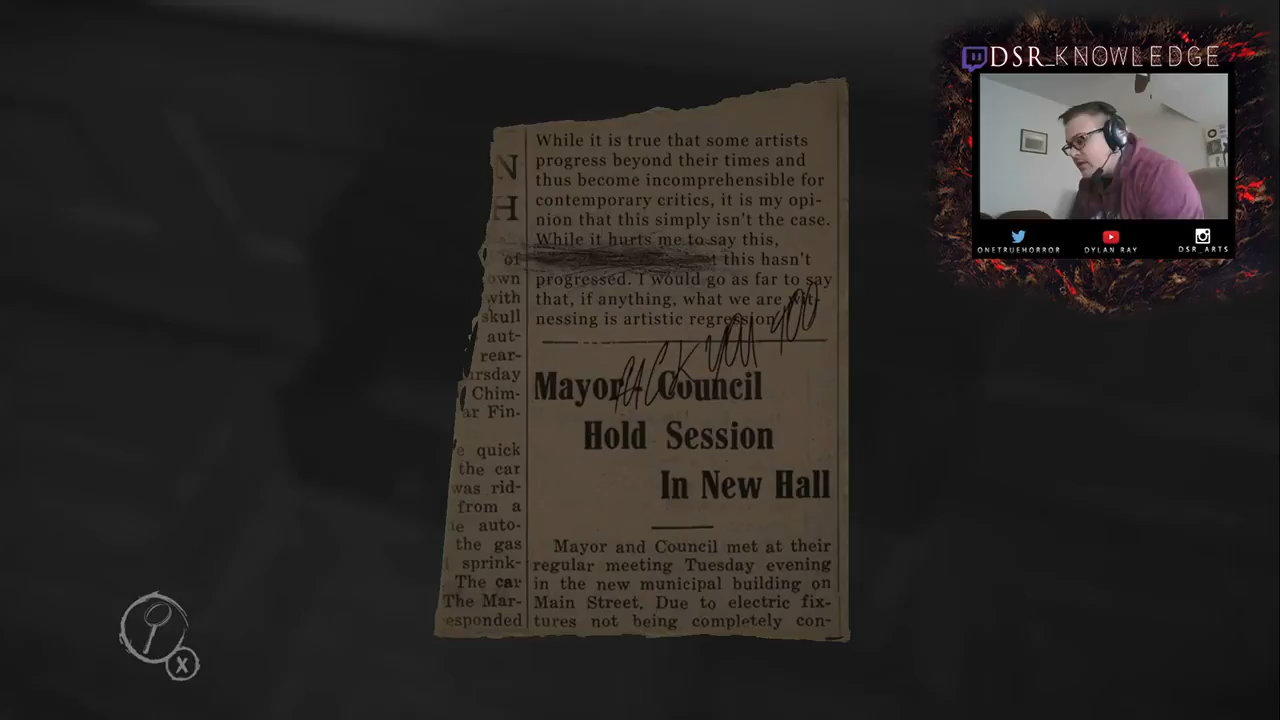 DSR_KNOWLEDGE
ONETRUEHORROR
DYLAN RAY
DSR_ARTS
N
H
of
own
with
skull
aut-
rear-
ursday
Chim-
ar Fin-
e quick
the car
was rid-
from a
e auto-
the gas
sprink-
The car
The Mar-
esponded
While it is true that some artists
progress beyond their times and
thus become incomprehensible for
contemporary critics, it is my opi-
nion that this simply isn't the case.
While it hurts me to say this,
t this hasn't
progressed. I would go as far to say
that, if anything, what we are wit-
nessing is artistic regression
YOU TOO
Mayor Council
Hold Session
In New Hall
Mayor and Council met at their
regular meeting Tuesday evening
in the new municipal building on
Main Street. Due to electric fix-
tures not being completely con-
X